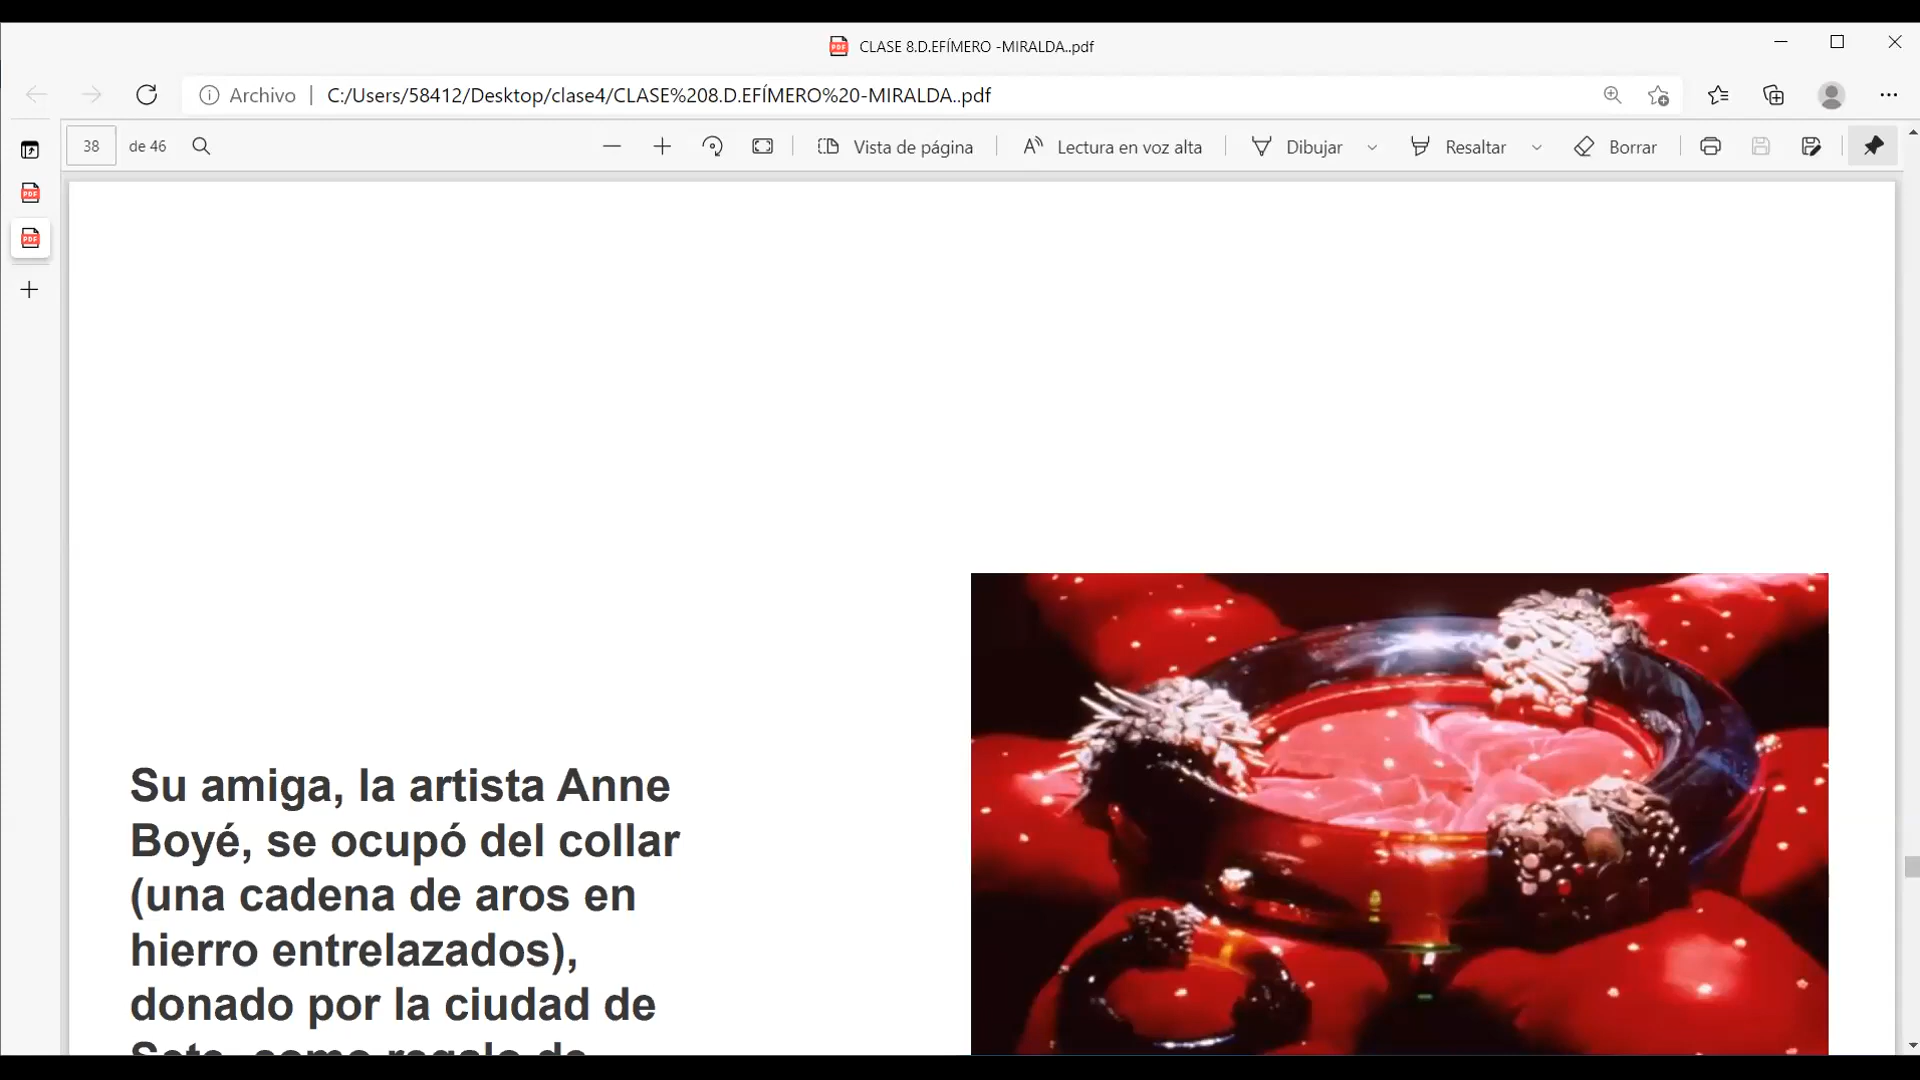 CLASE 8.D.EFÍMERO -MIRALDA..pdf
Archivo | C:/Users/58412/Desktop/clase4/CLASE%208.D.EFÍMERO%20-MIRALDA..pdf
38 de 46 Vista de página Lectura en voz alta Dibujar Resaltar Borrar
Su amiga, la artista Anne
Boyé, se ocupó del collar
(una cadena de aros en
hierro entrelazados),
donado por la ciudad de